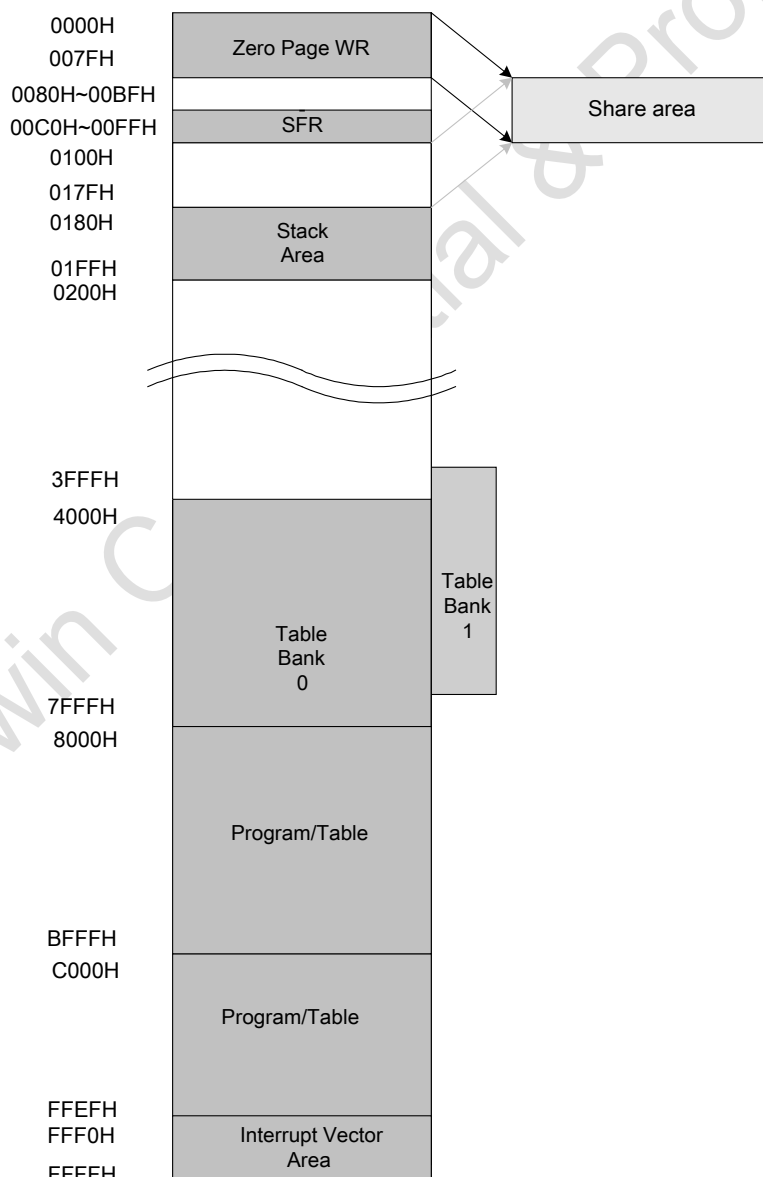 0000H
007FH
Zero Page WR
0080H~00BFH
Share area
00C0H~00FFH
SFR
0100H
017FH
0180H
Stack
Area
01FFH
0200H
3FFFH
4000H
Table
Bank
1
Table
Bank
0
7FFFH
8000H
Program/Table
BFFFH
C000H
Program/Table
FFEFH
FFF0H
Interrupt Vector
Area
FFFFH